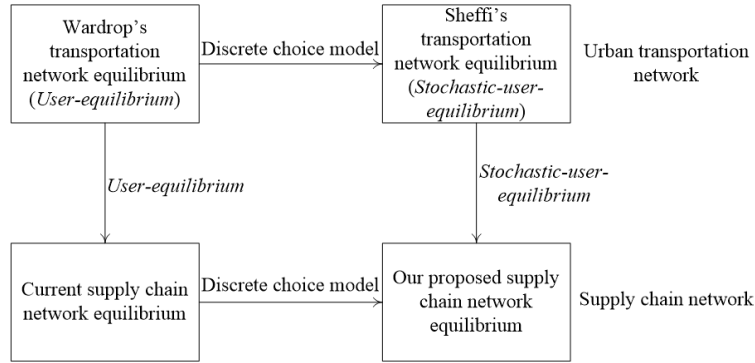 Wardrop's
transportation
network equilibrium
(User-equilibrium)
Discrete choice model
Sheffi's
transportation
network equilibrium
(Stochastic-user-
equilibrium)
Urban transportation
network
User-equilibrium
Stochastic-user-
equilibrium
Current supply chain
network equilibrium
Discrete choice model
Our proposed supply
chain network
equilibrium
Supply chain network